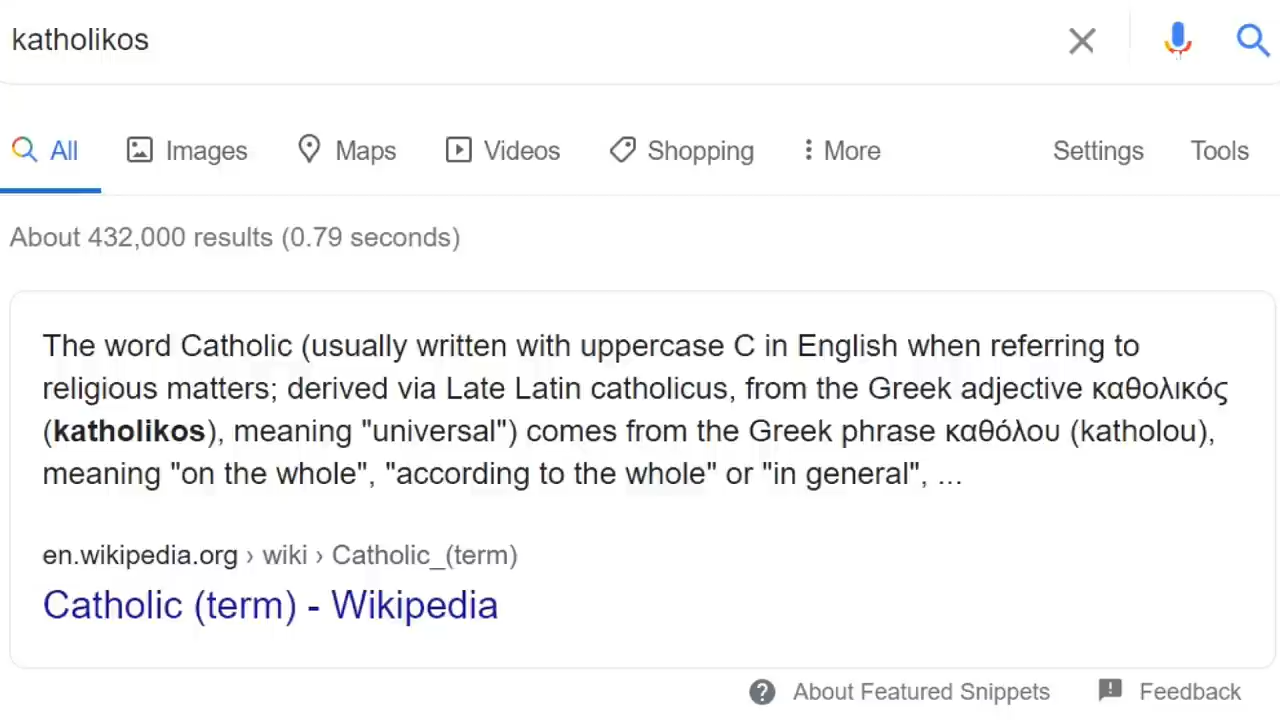 katholikos
All Images Maps Videos Shopping More Settings Tools
About 432,000 results (0.79 seconds)
The word Catholic (usually written with uppercase C in English when referring to
religious matters; derived via Late Latin catholicus, from the Greek adjective καθολικός
(katholikos), meaning "universal") comes from the Greek phrase καθόλου (katholou),
meaning "on the whole", "according to the whole" or "in general", ...
en.wikipedia.org › wiki › Catholic_(term)
Catholic (term) - Wikipedia
About Featured Snippets Feedback